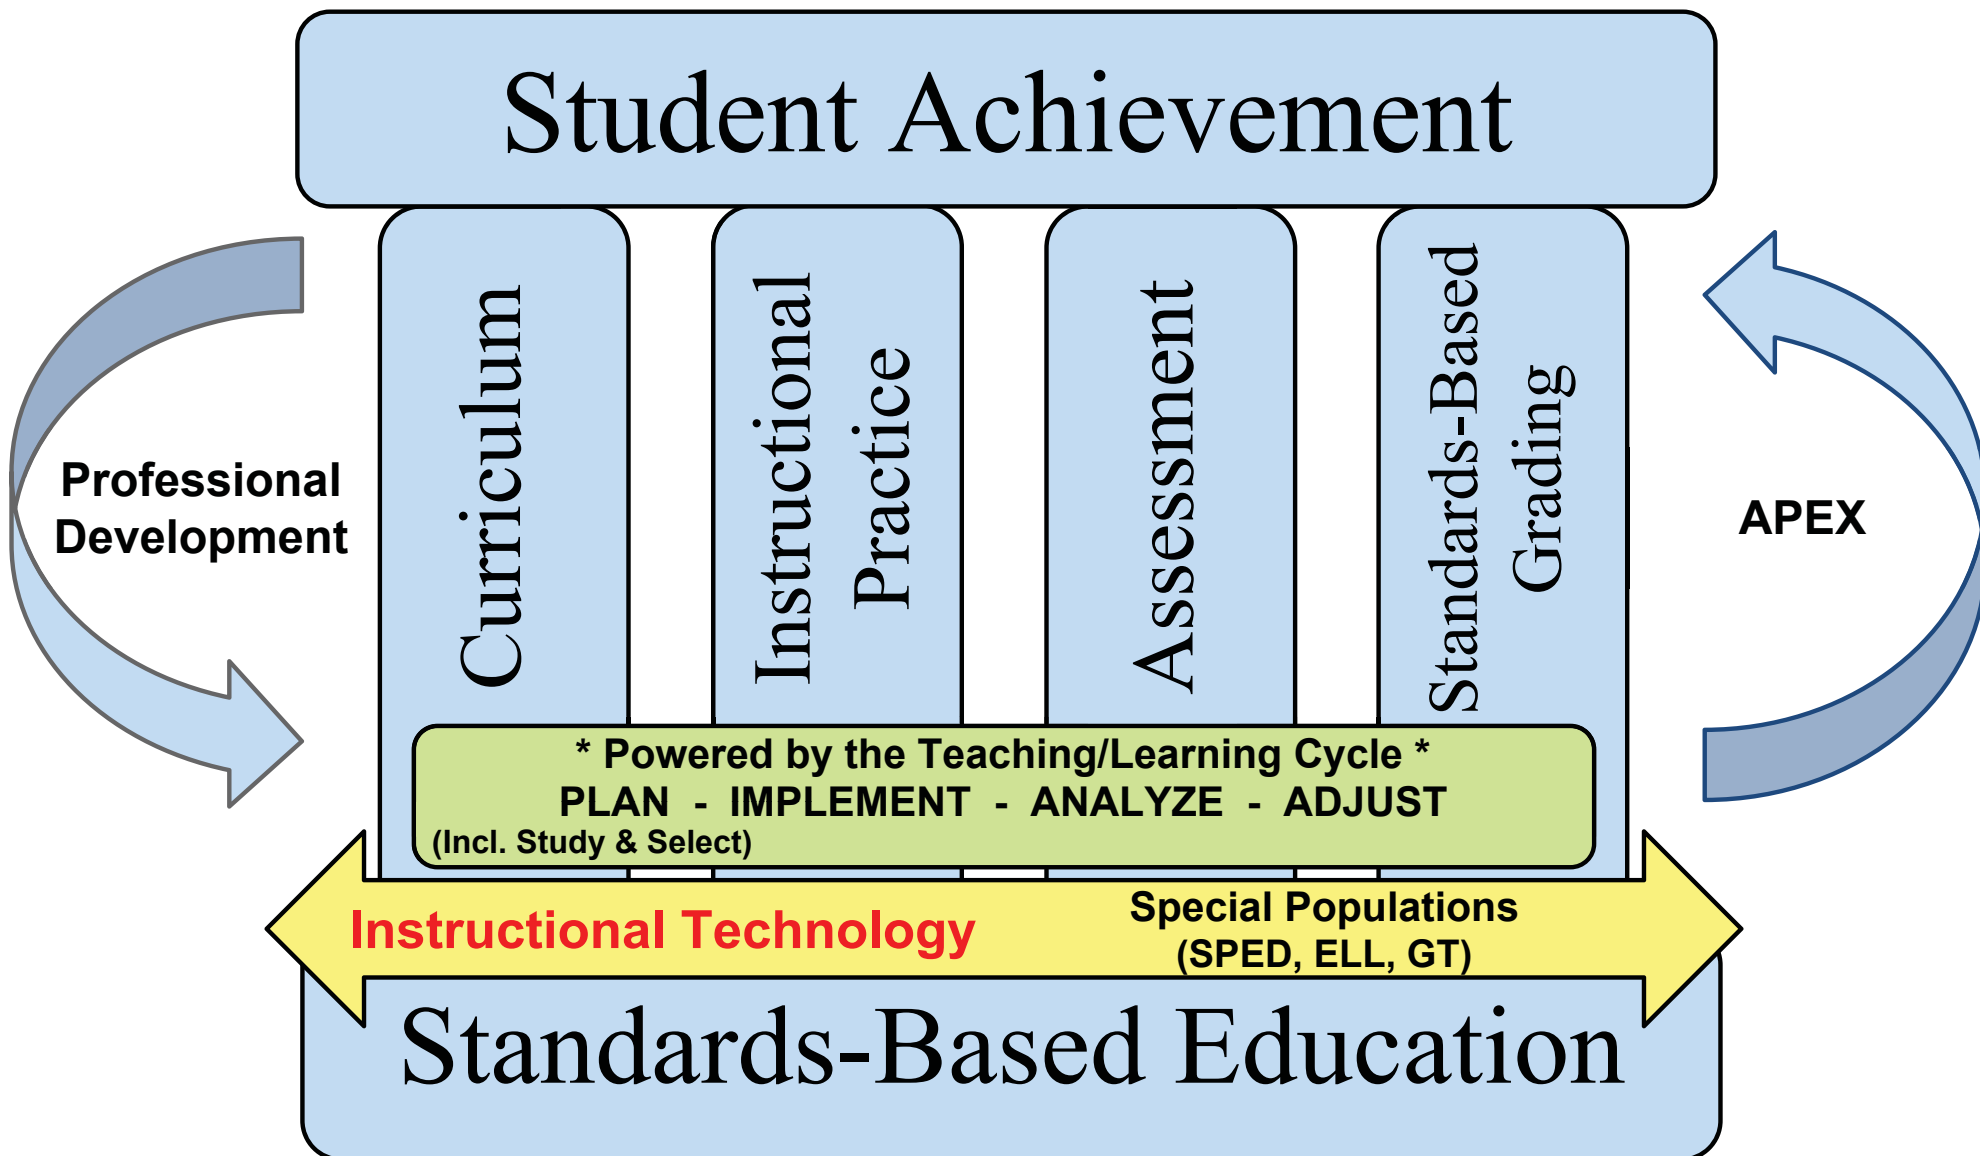 Student Achievement
Professional
Development
Curriculum
Instructional
Practice
Assessment
Standards-Based
Grading
APEX
* Powered by the Teaching/Learning Cycle *
PLAN - IMPLEMENT - ANALYZE - ADJUST
(Incl. Study & Select)
Instructional Technology
Special Populations
(SPED, ELL, GT)
Standards-Based Education